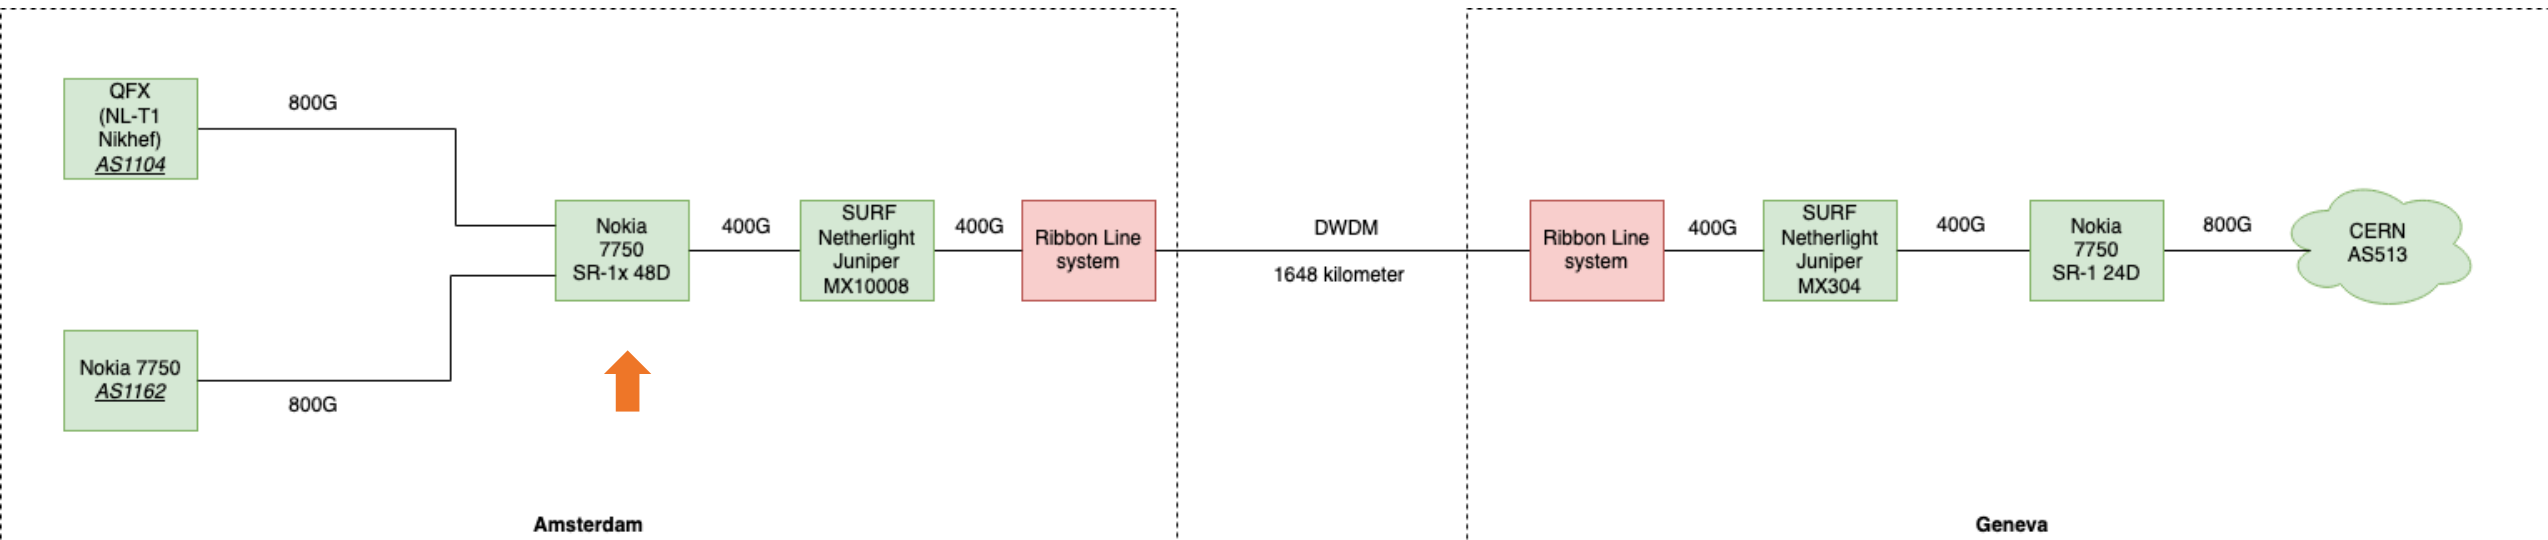 QFX
(NL-T1
Nikhef)
AS1104
800G
Nokia 7750
AS1162
800G
Nokia
7750
SR-1x 48D
400G
SURF
Netherlight
Juniper
MX10008
400G
Ribbon Line
system
DWDM
1648 kilometer
Ribbon Line
system
400G
SURF
Netherlight
Juniper
MX304
400G
Nokia
7750
SR-1 24D
800G
CERN
AS513
Amsterdam
Geneva